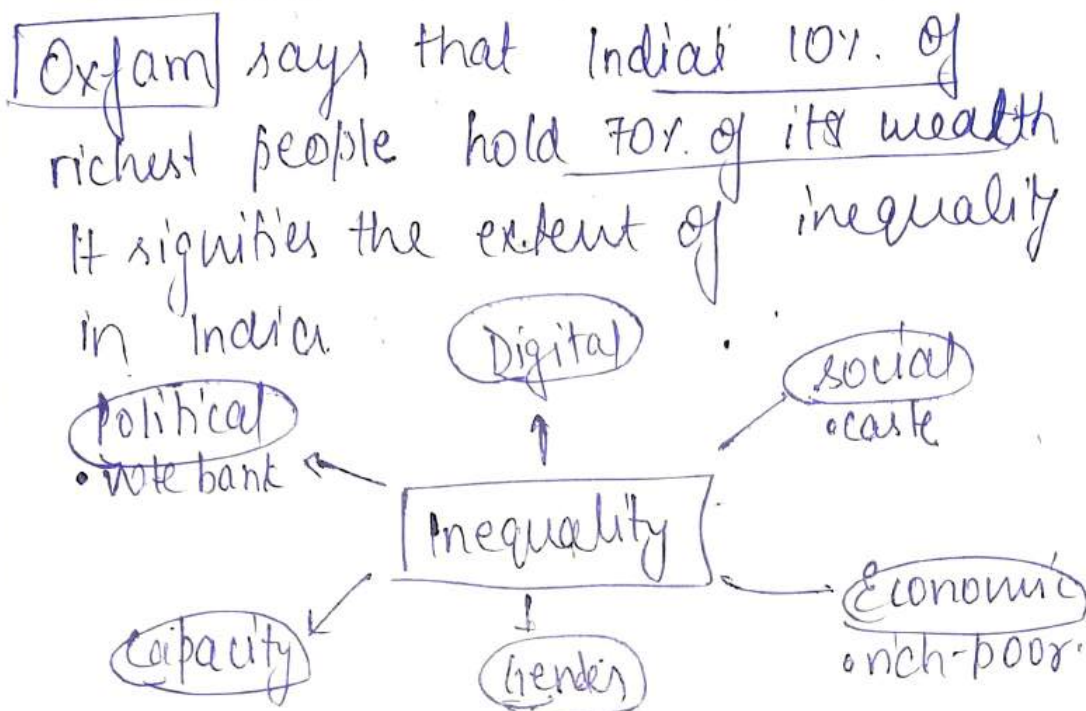 Oxfam says that India's 10% of
richest people hold 70% of its wealth
It signifies the extent of inequality
in India
Digital
social
• caste
Political
• vote bank
Inequality
Economic
• rich-poor.
Capacity
Gender